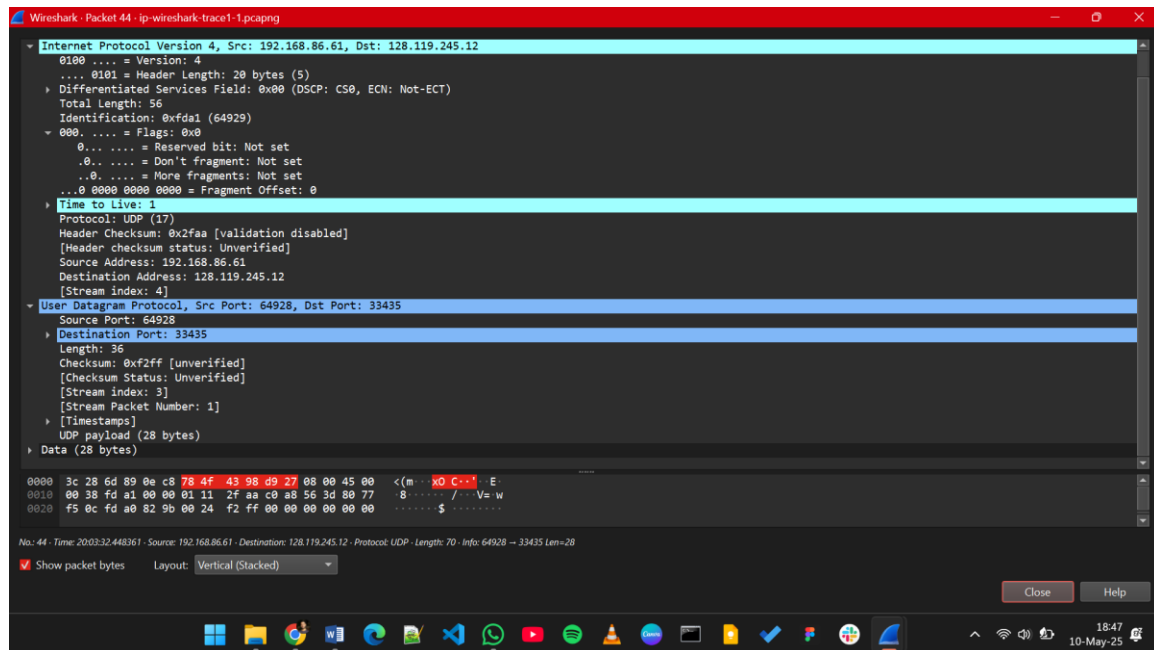 Wireshark · Packet 44 · ip-wireshark-trace1-1.pcapng
Internet Protocol Version 4, Src: 192.168.86.61, Dst: 128.119.245.12
0100 .... = Version: 4
.... 0101 = Header Length: 20 bytes (5)
Differentiated Services Field: 0x00 (DSCP: CS0, ECN: Not-ECT)
Total Length: 56
Identification: 0xfda1 (64929)
000. .... = Flags: 0x0
0... .... = Reserved bit: Not set
.0.. .... = Don't fragment: Not set
..0. .... = More fragments: Not set
...0 0000 0000 0000 = Fragment Offset: 0
Time to Live: 1
Protocol: UDP (17)
Header Checksum: 0x2faa [validation disabled]
[Header checksum status: Unverified]
Source Address: 192.168.86.61
Destination Address: 128.119.245.12
[Stream index: 4]
User Datagram Protocol, Src Port: 64928, Dst Port: 33435
Source Port: 64928
Destination Port: 33435
Length: 36
Checksum: 0xf2ff [unverified]
[Checksum Status: Unverified]
[Stream index: 3]
[Stream Packet Number: 1]
[Timestamps]
UDP payload (28 bytes)
Data (28 bytes)
0000 3c 28 6d 89 0e c8 78 4f 43 98 d9 27 08 00 45 00 <(m···xO C··'··E·
0010 00 38 fd a1 00 00 01 11 2f aa c0 a8 56 3d 80 77 ·8······ /···V=·w
0020 f5 0c fd a0 82 9b 00 24 f2 ff 00 00 00 00 00 00 ·······$ ········
No.: 44 · Time: 20:03:32.448361 · Source: 192.168.86.61 · Destination: 128.119.245.12 · Protocol: UDP · Length: 70 · Info: 64928 → 33435 Len=28
Show packet bytes Layout: Vertical (Stacked)
Close Help
18:47
10-May-25